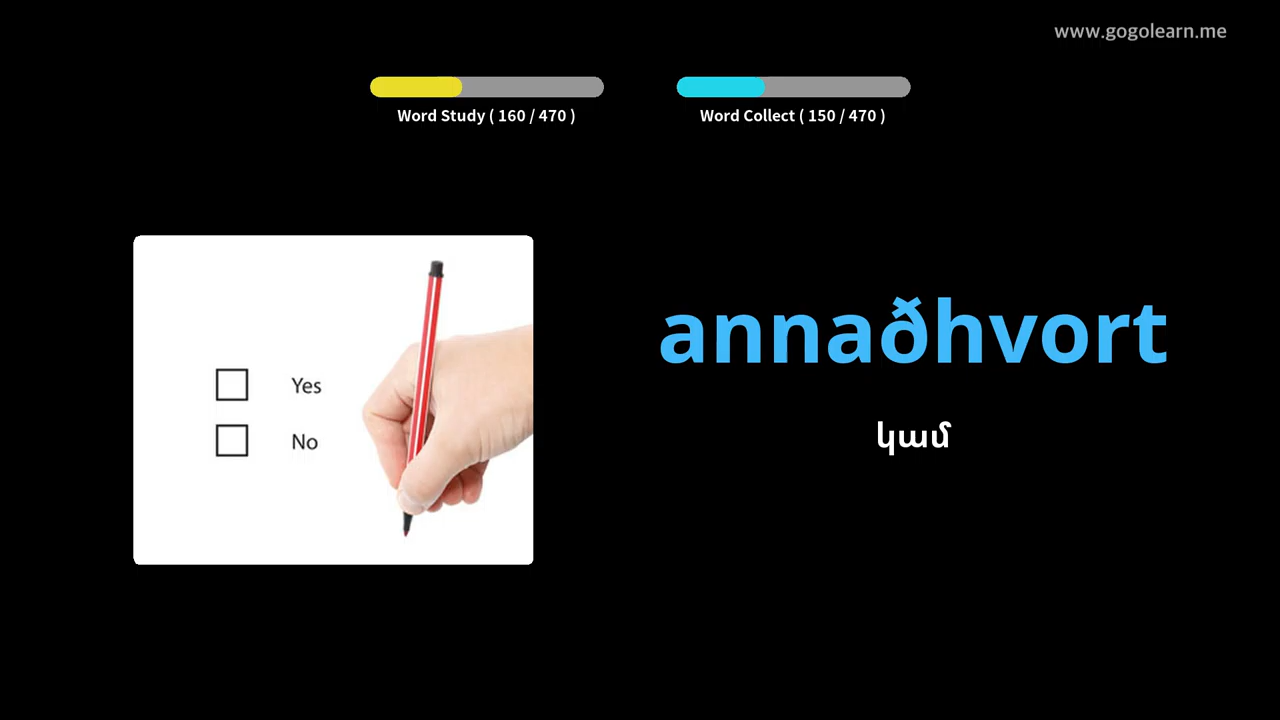 www.gogolearn.me
Word Study ( 160 / 470 )
Word Collect ( 150 / 470 )
Yes
No
annaðhvort
կամ